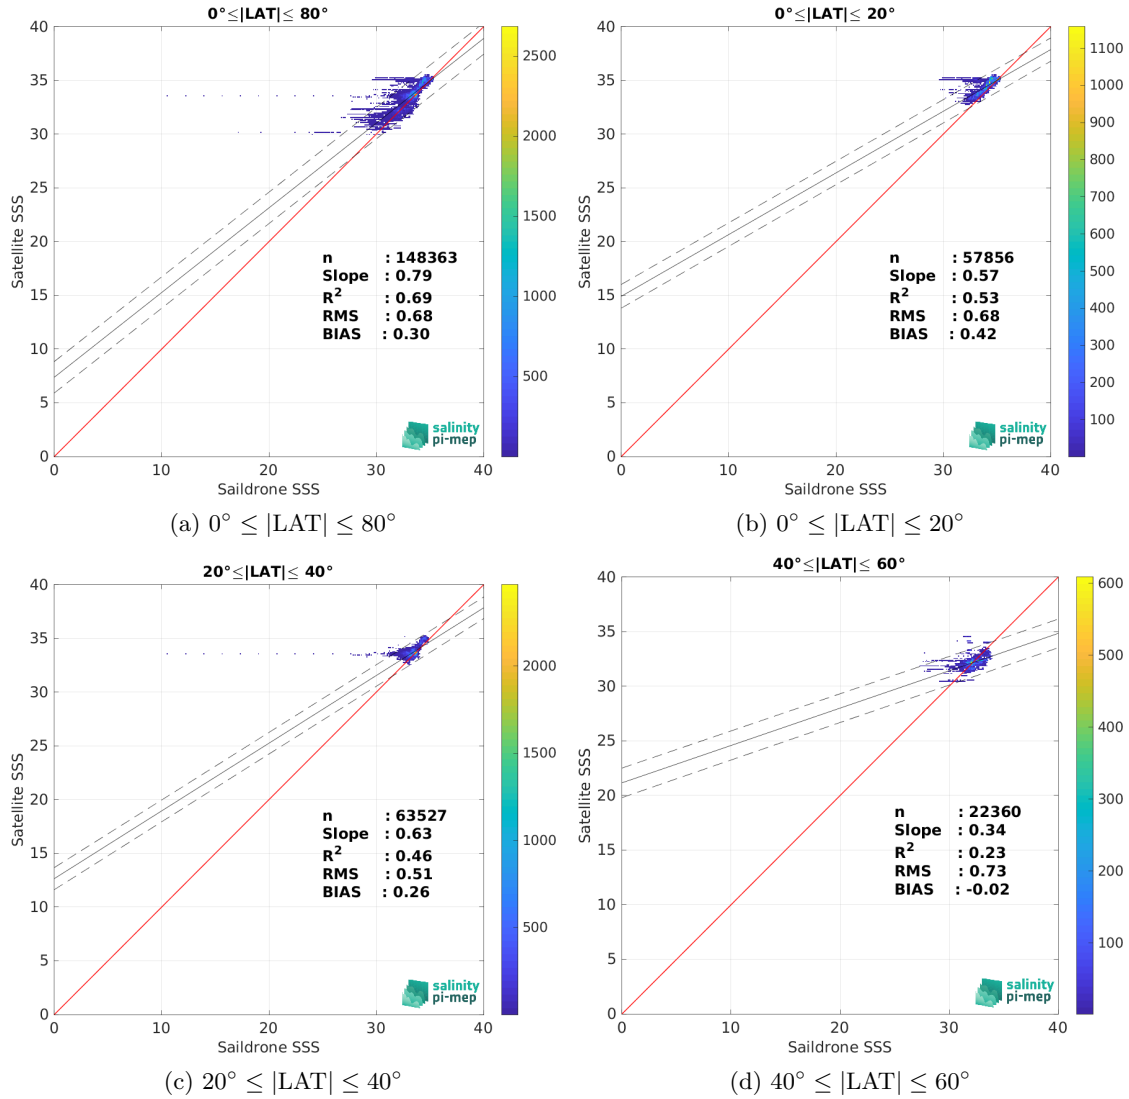 0°≤|LAT|≤ 80°
Satellite SSS
40
35
30
25
20
15
10
5
0
0
10
20
30
40
Saildrone SSS
2500
2000
1500
1000
500
n : 148363
Slope : 0.79
R² : 0.69
RMS : 0.68
BIAS : 0.30
salinity
pi-mep
(a) 0° ≤ |LAT| ≤ 80°
0°≤|LAT|≤ 20°
Satellite SSS
40
35
30
25
20
15
10
5
0
0
10
20
30
40
Saildrone SSS
1100
1000
900
800
700
600
500
400
300
200
100
n : 57856
Slope : 0.57
R² : 0.53
RMS : 0.68
BIAS : 0.42
salinity
pi-mep
(b) 0° ≤ |LAT| ≤ 20°
20°≤|LAT|≤ 40°
Satellite SSS
40
35
30
25
20
15
10
5
0
0
10
20
30
40
Saildrone SSS
2000
1500
1000
500
n : 63527
Slope : 0.63
R² : 0.46
RMS : 0.51
BIAS : 0.26
salinity
pi-mep
(c) 20° ≤ |LAT| ≤ 40°
40°≤|LAT|≤ 60°
Satellite SSS
40
35
30
25
20
15
10
5
0
0
10
20
30
40
Saildrone SSS
600
500
400
300
200
100
n : 22360
Slope : 0.34
R² : 0.23
RMS : 0.73
BIAS : -0.02
salinity
pi-mep
(d) 40° ≤ |LAT| ≤ 60°